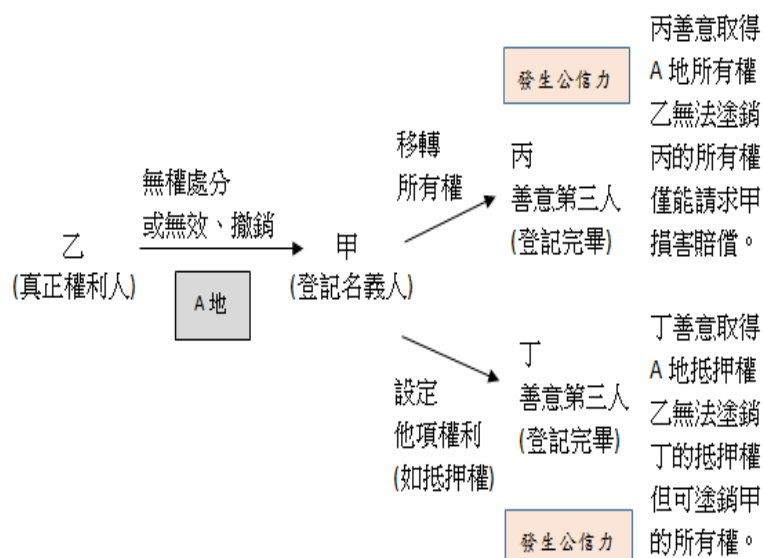 乙
(真正權利人)
無權處分
或無效、撤銷
A地
甲
(登記名義人)
移轉
所有權
發生公信力
丙
善意第三人
(登記完畢)
丙善意取得
A地所有權
乙無法塗銷
丙的所有權
僅能請求甲
損害賠償。
設定
他項權利
(如抵押權)
丁
善意第三人
(登記完畢)
發生公信力
丁善意取得
A地抵押權
乙無法塗銷
丁的抵押權
但可塗銷甲
的所有權。